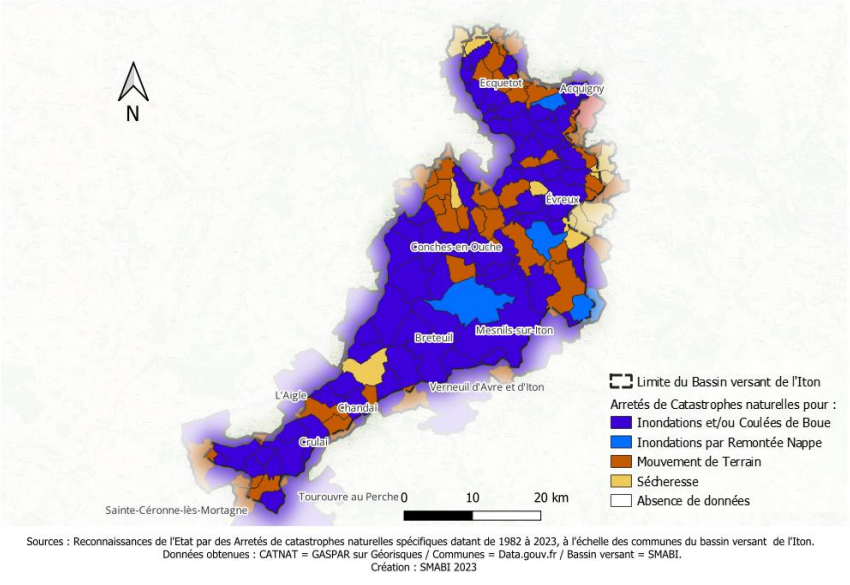 N
Ecquetot
Acquigny
Évreux
Conches-en-Ouche
Breteuil
Mesnils-sur-Iton
Verneuil d'Avre et d'Iton
L'Aigle
Chandai
Crulai
Tourouvre au Perche
Sainte-Céronne-lès-Mortagne
0 10 20 km
Limite du Bassin versant de l'Iton
Arretés de Catastrophes naturelles pour :
Inondations et/ou Coulées de Boue
Inondations par Remontée Nappe
Mouvement de Terrain
Sécheresse
Absence de données
Sources : Reconnaissances de l'Etat par des Arretés de catastrophes naturelles spécifiques datant de 1982 à 2023, à l'échelle des communes du bassin versant de l'Iton.
Données obtenues : CATNAT = GASPAR sur Géorisques / Communes = Data.gouv.fr / Bassin versant = SMABI.
Création : SMABI 2023